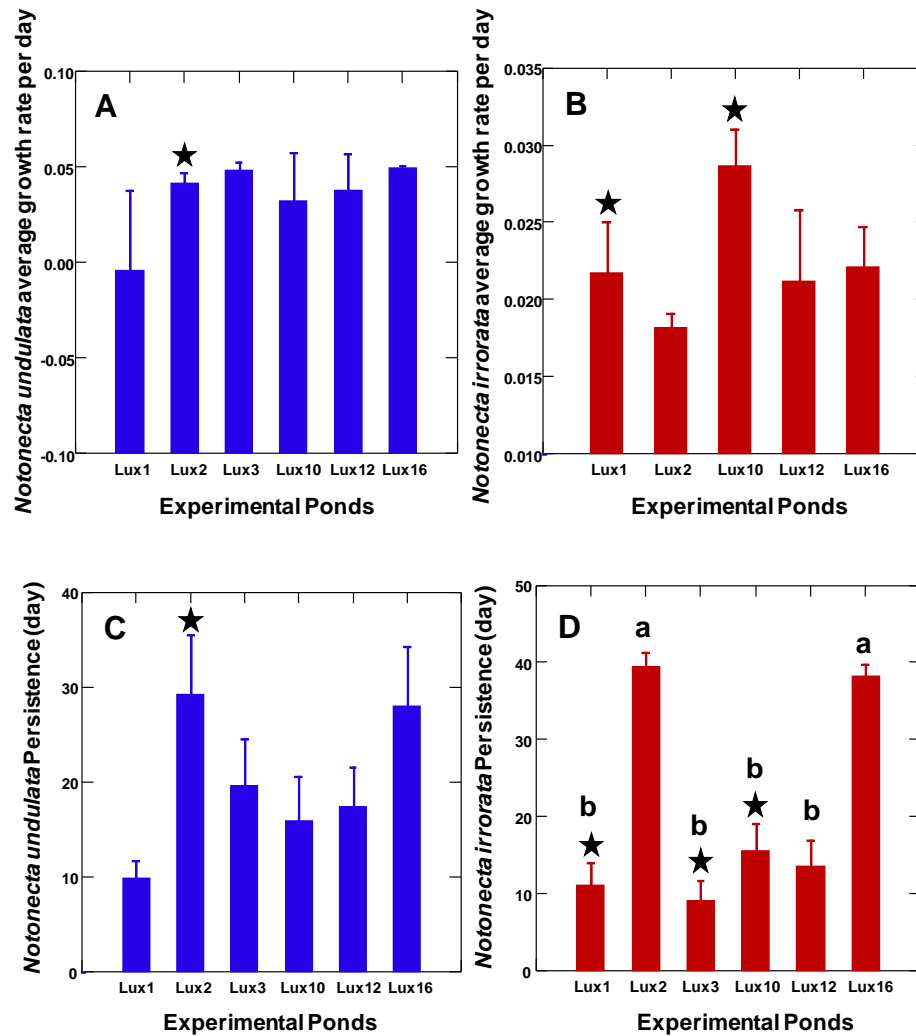 A
Notonecta undulata average growth rate per day
0.10
0.05
0.00
-0.05
-0.10
Lux1 Lux2 Lux3 Lux10 Lux12 Lux16
Experimental Ponds
B
Notonecta irrorata average growth rate per day
0.035
0.030
0.025
0.020
0.015
0.010
Lux1 Lux2 Lux10 Lux12 Lux16
Experimental Ponds
C
Notonecta undulata Persistence (day)
40
30
20
10
0
Lux1 Lux2 Lux3 Lux10 Lux12 Lux16
Experimental Ponds
D
Notonecta irrorata Persistence (day)
50
40
30
20
10
0
b a b b b a
Lux1 Lux2 Lux3 Lux10 Lux12 Lux16
Experimental Ponds